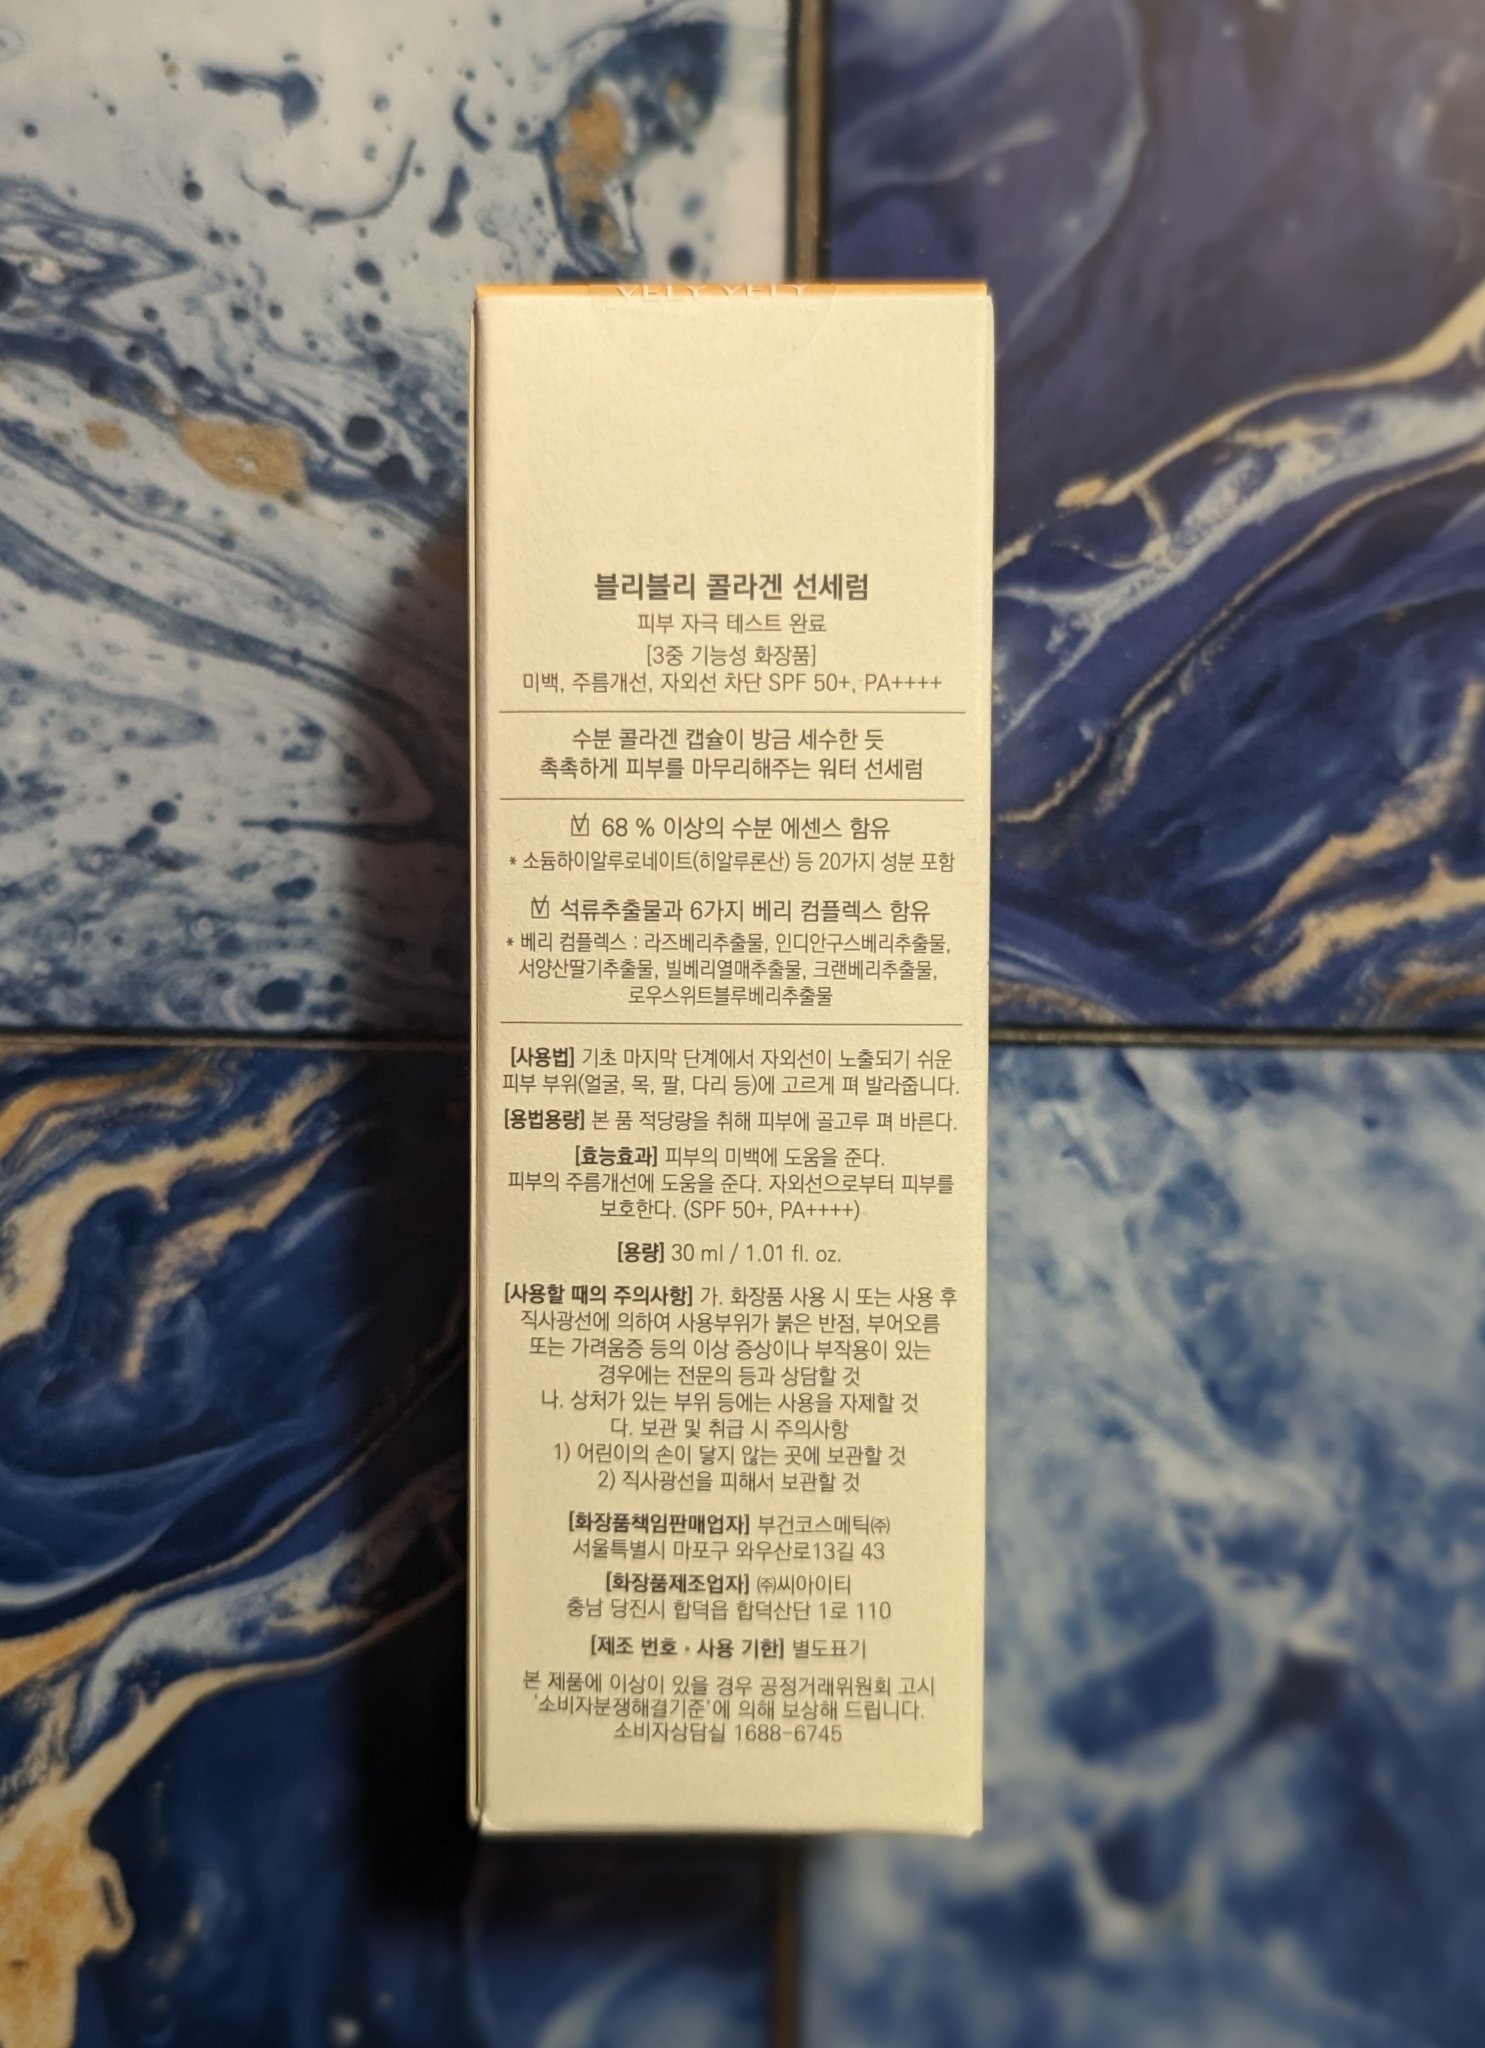 VELY VELY
블리블리 콜라겐 선세럼
피부 자극 테스트 완료
[3중 기능성 화장품]
미백, 주름개선, 자외선 차단 SPF 50+, PA++++
수분 콜라겐 캡슐이 방금 세수한 듯
촉촉하게 피부를 마무리해주는 워터 선세럼
☑ 68 % 이상의 수분 에센스 함유
* 소듐하이알루로네이트(히알루론산) 등 20가지 성분 포함
☑ 석류추출물과 6가지 베리 컴플렉스 함유
* 베리 컴플렉스 : 라즈베리추출물, 인디안구스베리추출물,
서양산딸기추출물, 빌베리열매추출물, 크랜베리추출물,
로우스위트블루베리추출물
[사용법] 기초 마지막 단계에서 자외선이 노출되기 쉬운
피부 부위(얼굴, 목, 팔, 다리 등)에 고르게 펴 발라줍니다.
[용법용량] 본 품 적당량을 취해 피부에 골고루 펴 바른다.
[효능효과] 피부의 미백에 도움을 준다.
피부의 주름개선에 도움을 준다. 자외선으로부터 피부를
보호한다. (SPF 50+, PA++++)
[용량] 30 ml / 1.01 fl. oz.
[사용할 때의 주의사항] 가. 화장품 사용 시 또는 사용 후
직사광선에 의하여 사용부위가 붉은 반점, 부어오름
또는 가려움증 등의 이상 증상이나 부작용이 있는
경우에는 전문의 등과 상담할 것
나. 상처가 있는 부위 등에는 사용을 자제할 것
다. 보관 및 취급 시 주의사항
1) 어린이의 손이 닿지 않는 곳에 보관할 것
2) 직사광선을 피해서 보관할 것
[화장품책임판매업자] 부건코스메틱㈜
서울특별시 마포구 와우산로13길 43
[화장품제조업자] ㈜씨아이티
충남 당진시 합덕읍 합덕산단 1로 110
[제조 번호 · 사용 기한] 별도표기
본 제품에 이상이 있을 경우 공정거래위원회 고시
'소비자분쟁해결기준'에 의해 보상해 드립니다.
소비자상담실 1688-6745